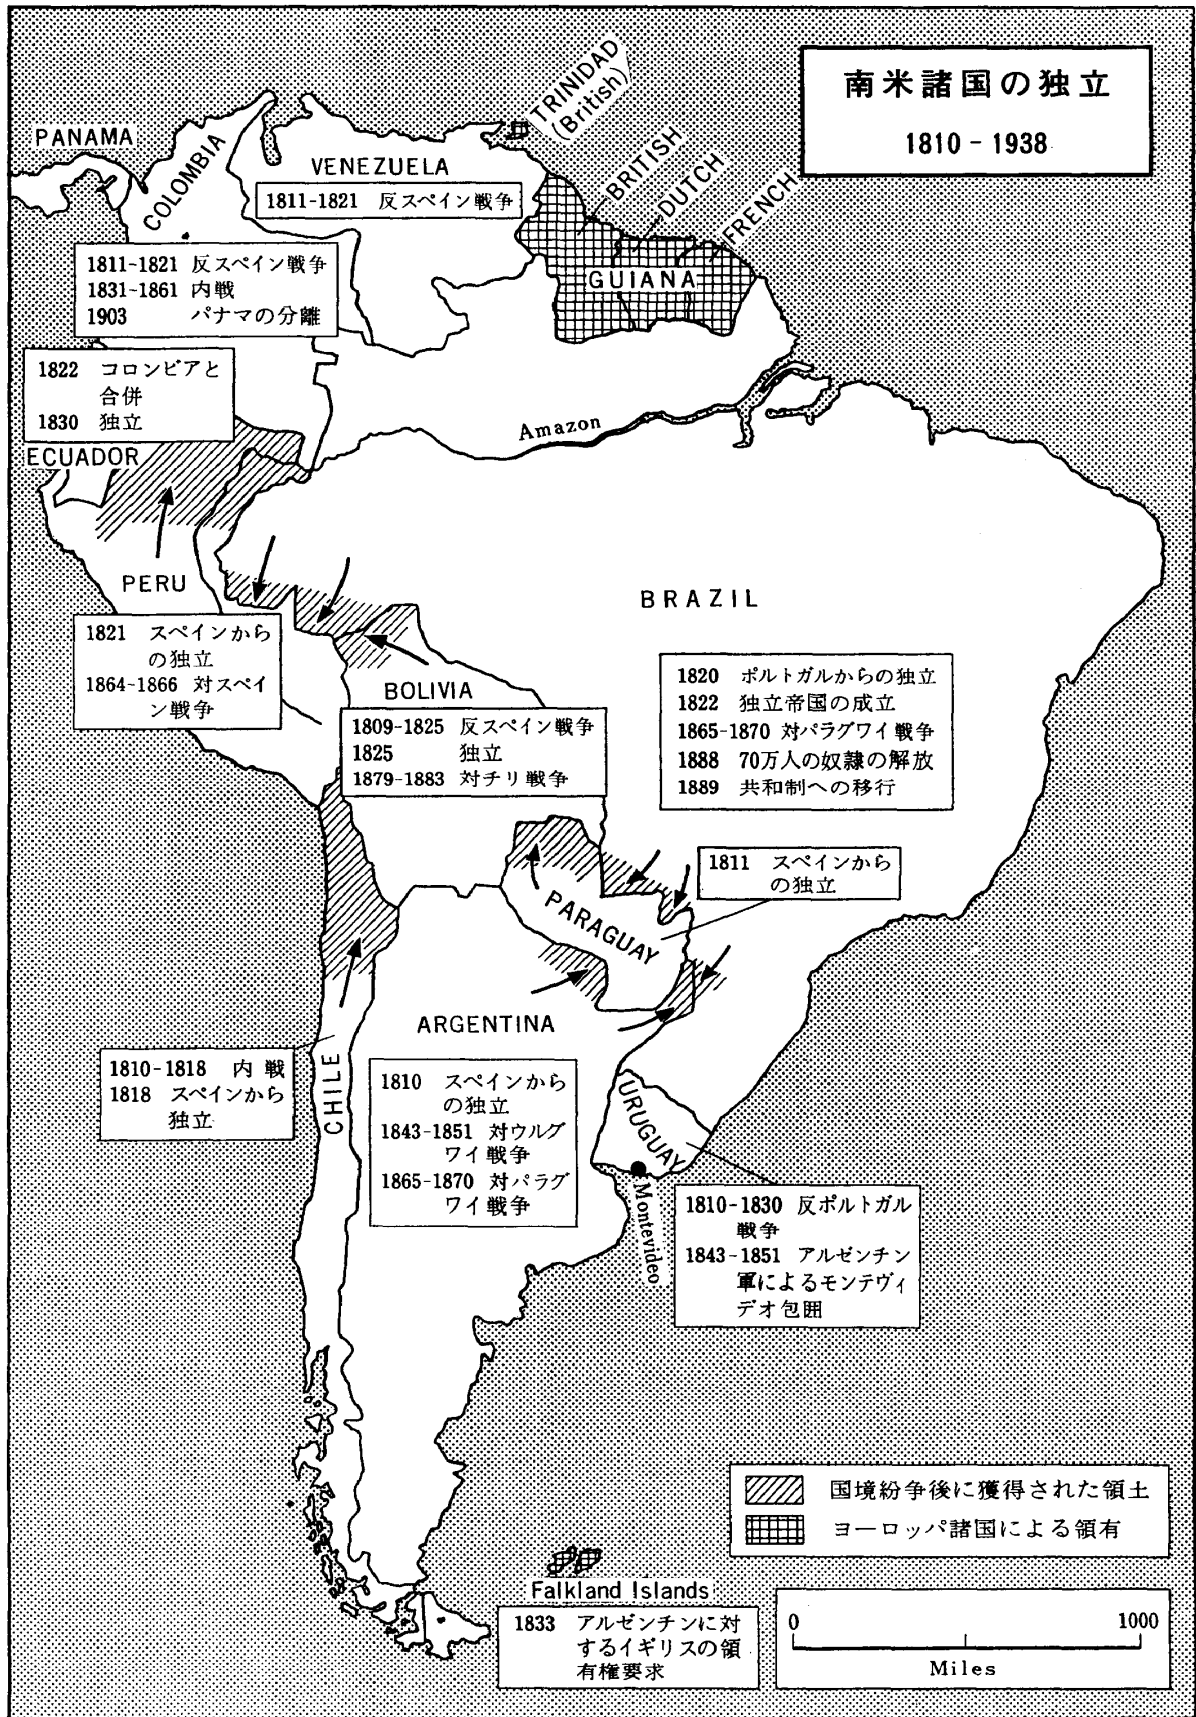 南米諸国の独立
1810 - 1938
TRINIDAD
(British)
PANAMA
COLOMBIA
VENEZUELA
1811-1821 反スペイン戦争
BRITISH
DUTCH
FRENCH
GUIANA
1811-1821 反スペイン戦争
1831-1861 内戦
1903 パナマの分離
1822 コロンビアと
合併
1830 独立
ECUADOR
Amazon
PERU
1821 スペインから
の独立
1864-1866 対スペイ
ン戦争
BRAZIL
1820 ポルトガルからの独立
1822 独立帝国の成立
1865-1870 対パラグワイ戦争
1888 70万人の奴隷の解放
1889 共和制への移行
BOLIVIA
1809-1825 反スペイン戦争
1825 独立
1879-1883 対チリ戦争
1811 スペインから
の独立
PARAGUAY
ARGENTINA
1810 スペインから
の独立
1843-1851 対ウルグ
ワイ戦争
1865-1870 対パラグ
ワイ戦争
CHILE
1810-1818 内戦
1818 スペインから
独立
URUGUAY
Montevideo
1810-1830 反ポルトガル
戦争
1843-1851 アルゼンチン
軍によるモンテヴィ
デオ包囲
国境紛争後に獲得された領土
ヨーロッパ諸国による領有
Falkland Islands
1833 アルゼンチンに対
するイギリスの領
有権要求
0 1000
Miles